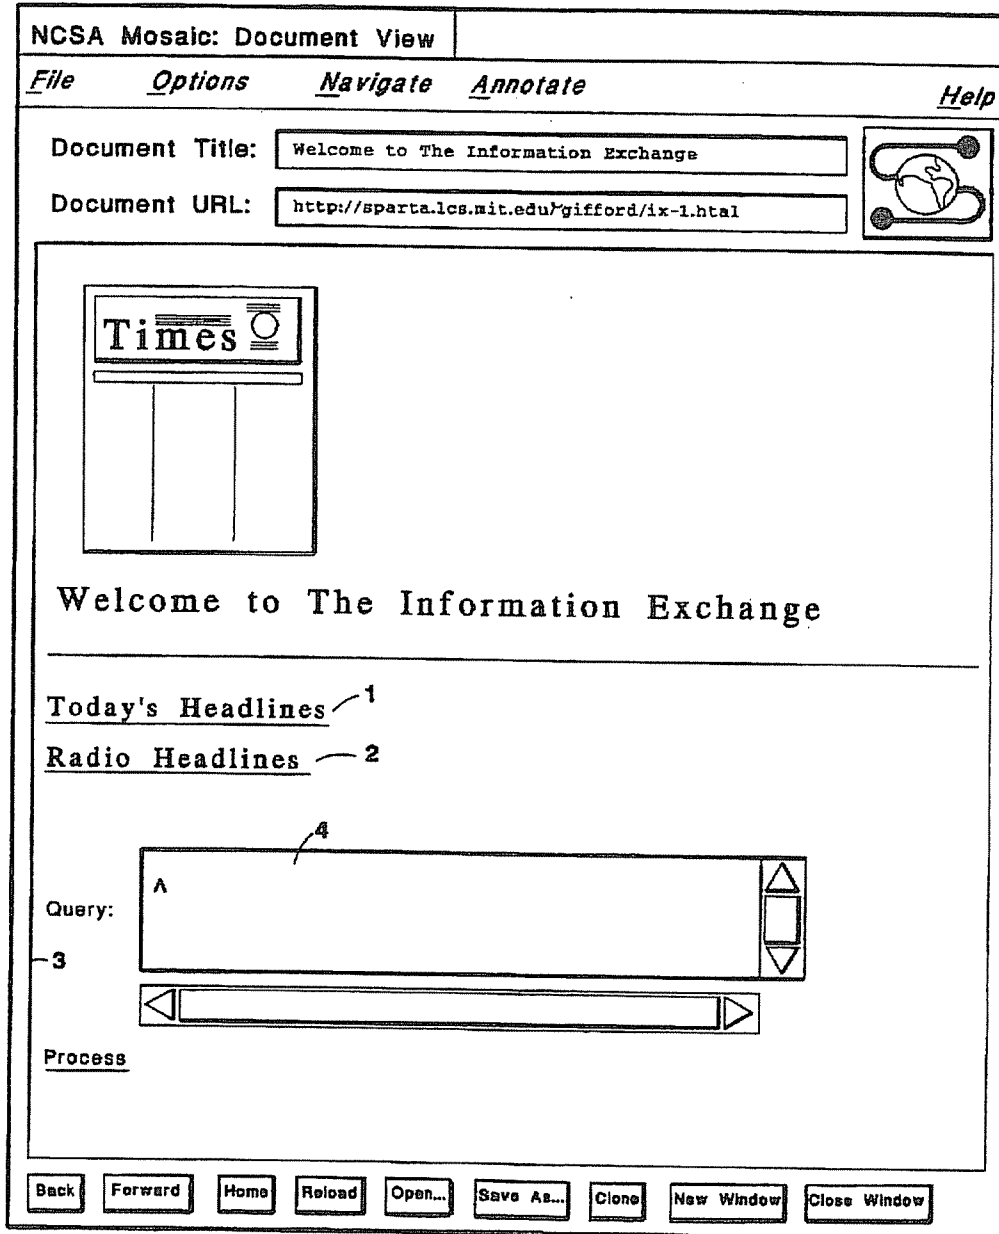 NCSA Mosaic: Document View
File Options Navigate Annotate Help
Document Title: Welcome to The Information Exchange
Document URL: http://sparta.lcs.mit.edu/~gifford/ix-1.htal
Times
Welcome to The Information Exchange
Today's Headlines 1
Radio Headlines 2
4
^
Query:
3
Process
Back Forward Home Reload Open... Save As... Clone New Window Close Window